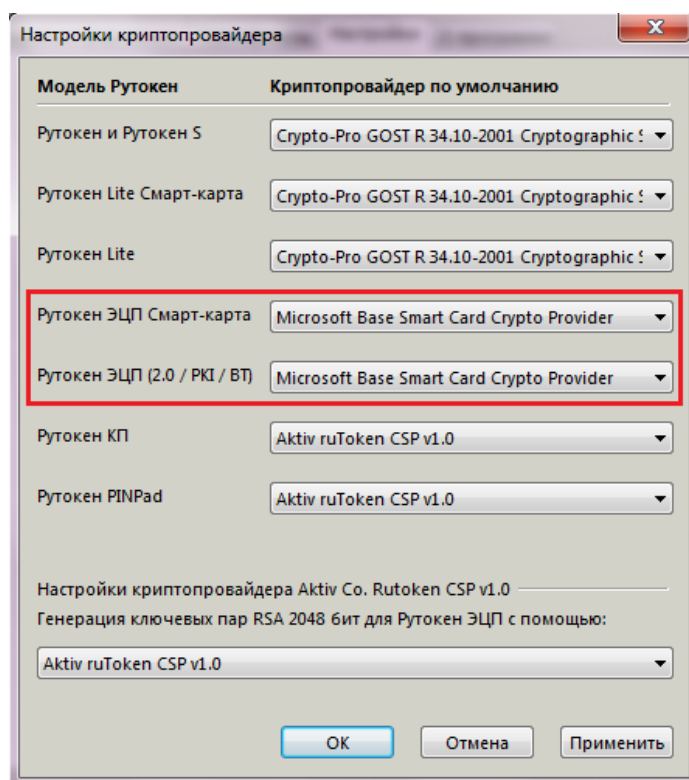 Настройки криптопровайдера
Модель Рутокен Криптопровайдер по умолчанию
Рутокен и Рутокен S Crypto-Pro GOST R 34.10-2001 Cryptographic S
Рутокен Lite Смарт-карта Crypto-Pro GOST R 34.10-2001 Cryptographic S
Рутокен Lite Crypto-Pro GOST R 34.10-2001 Cryptographic S
Рутокен ЭЦП Смарт-карта Microsoft Base Smart Card Crypto Provider
Рутокен ЭЦП (2.0 / PKI / BT) Microsoft Base Smart Card Crypto Provider
Рутокен КП Aktiv ruToken CSP v1.0
Рутокен PINPad Aktiv ruToken CSP v1.0
Настройки криптопровайдера Aktiv Co. Rutoken CSP v1.0
Генерация ключевых пар RSA 2048 бит для Рутокен ЭЦП с помощью:
Aktiv ruToken CSP v1.0
ОК Отмена Применить